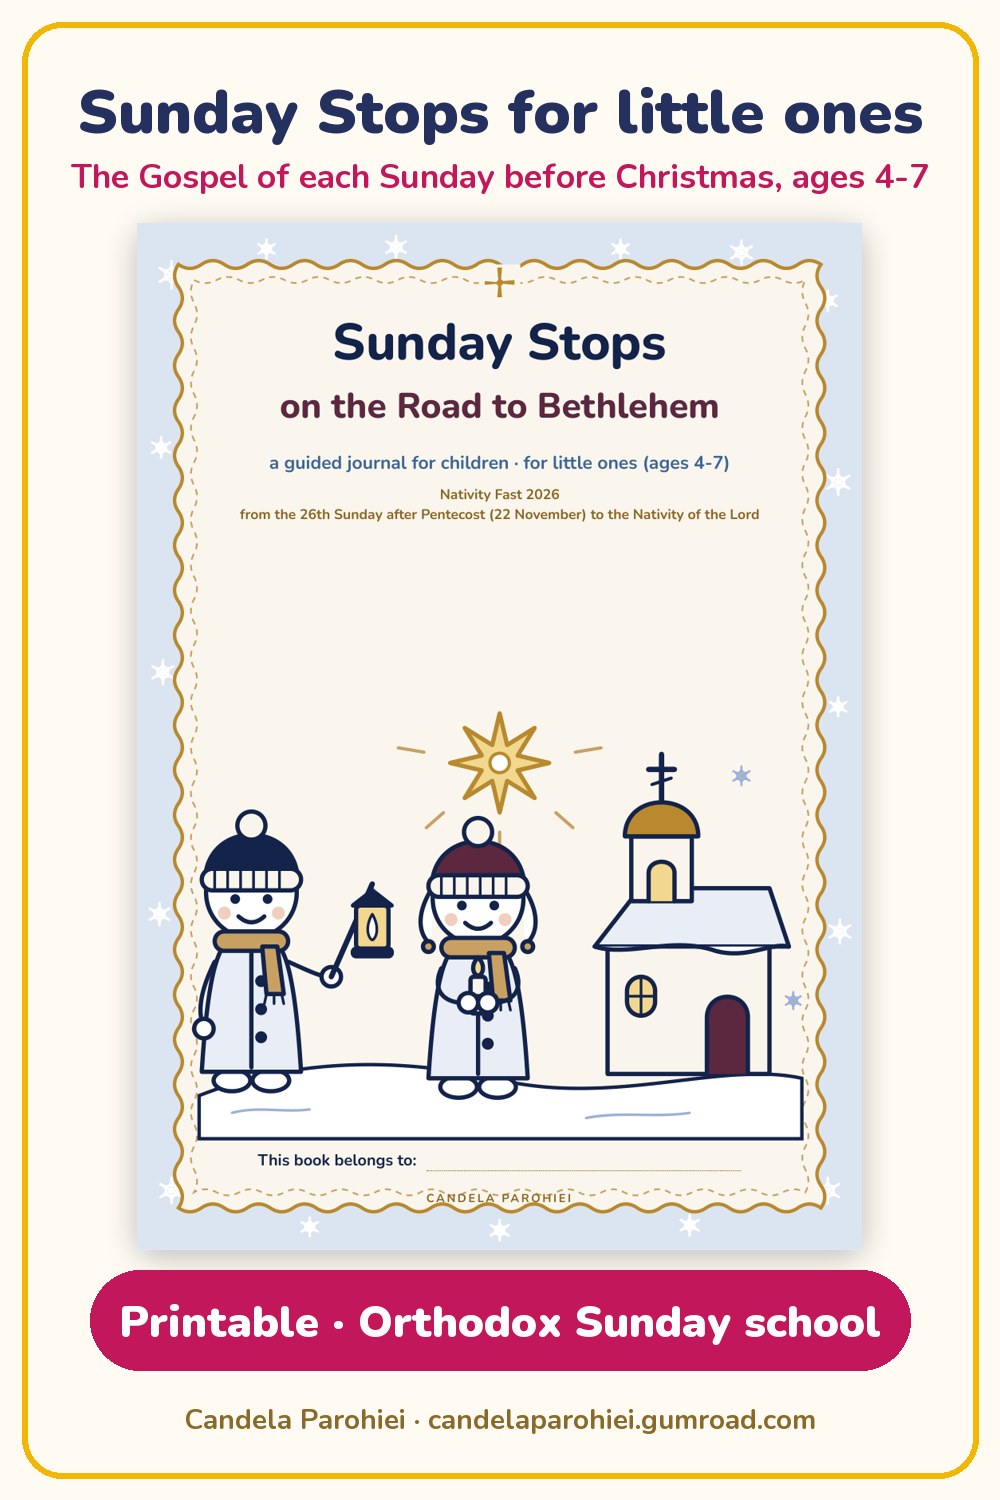 Sunday Stops for little ones
The Gospel of each Sunday before Christmas, ages 4-7
Sunday Stops
on the Road to Bethlehem
a guided journal for children · for little ones (ages 4-7)
Nativity Fast 2026
from the 26th Sunday after Pentecost (22 November) to the Nativity of the Lord
This book belongs to:
CANDELA PAROHIEI
Printable · Orthodox Sunday school
Candela Parohiei · candelaparohiei.gumroad.com